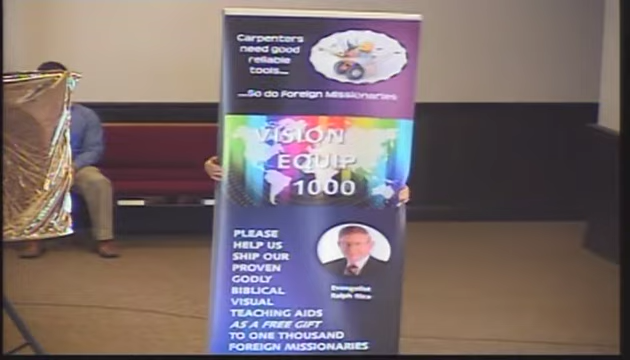 Carpenters
need good
reliable
tools...
...So do Foreign Missionaries
VISION
EQUIP
1000
PLEASE
HELP US
SHIP OUR
PROVEN
GODLY
BIBLICAL
VISUAL
TEACHING AIDS
AS A FREE GIFT
TO ONE THOUSAND
FOREIGN MISSIONARIES
Evangelist
Ralph Rice